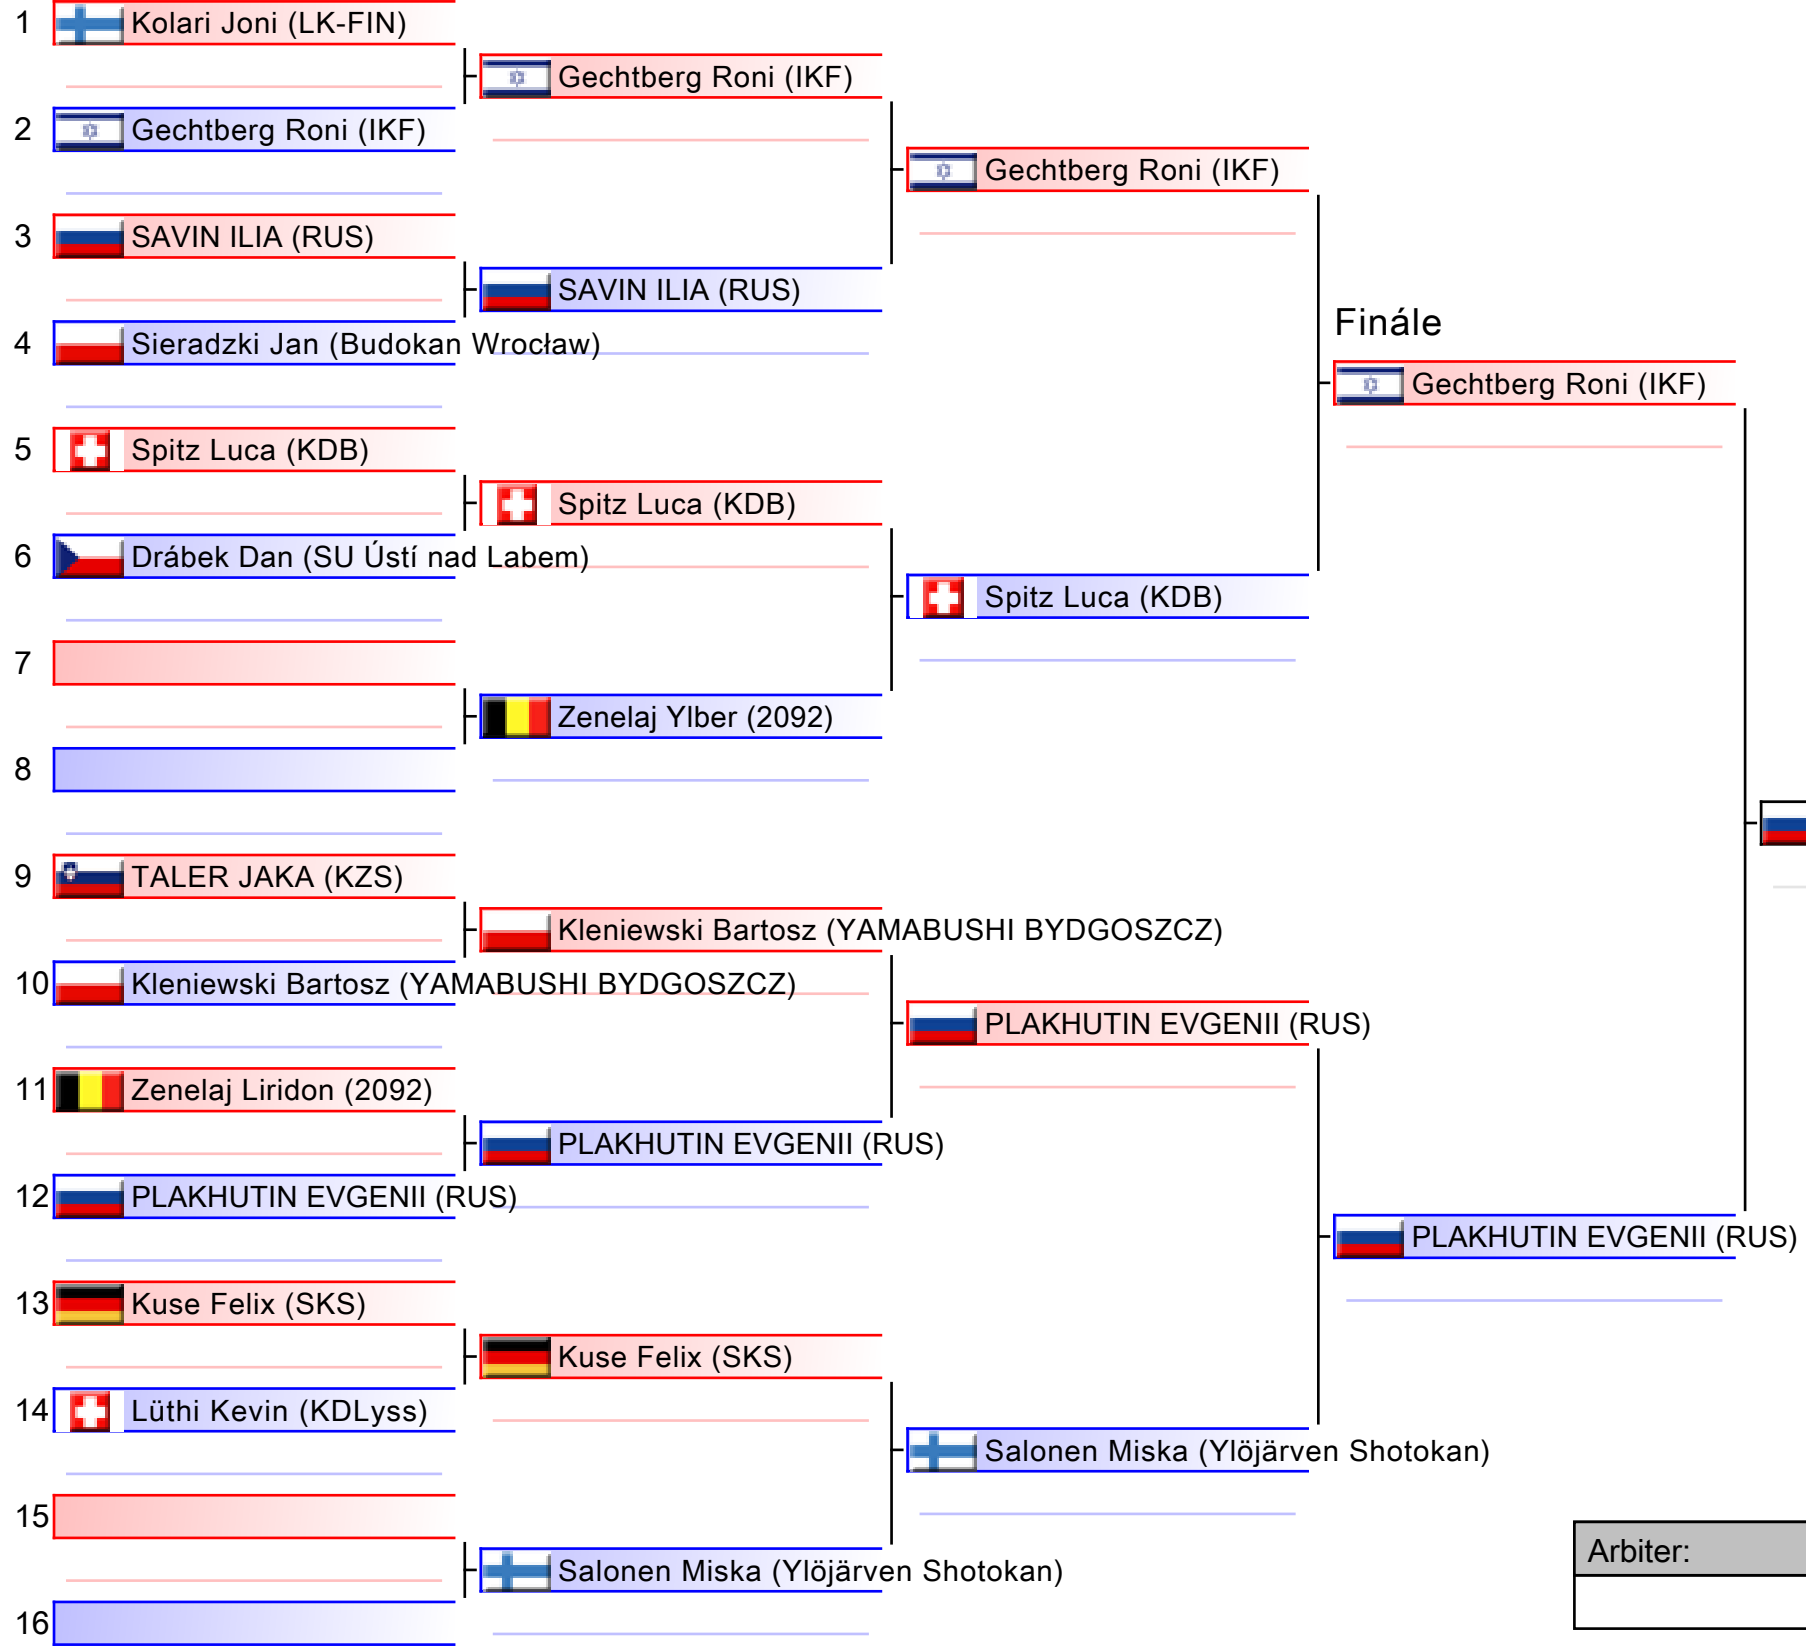 1 Kolari Joni (LK-FIN)
Gechtberg Roni (IKF)
2 Gechtberg Roni (IKF)
Gechtberg Roni (IKF)
3 SAVIN ILIA (RUS)
SAVIN ILIA (RUS)
Finále
4 Sieradzki Jan (Budokan Wrocław)
Gechtberg Roni (IKF)
5 Spitz Luca (KDB)
Spitz Luca (KDB)
6 Drábek Dan (SU Ústí nad Labem)
Spitz Luca (KDB)
7
Zenelaj Ylber (2092)
8
9 TALER JAKA (KZS)
Kleniewski Bartosz (YAMABUSHI BYDGOSZCZ)
10 Kleniewski Bartosz (YAMABUSHI BYDGOSZCZ)
PLAKHUTIN EVGENII (RUS)
11 Zenelaj Liridon (2092)
PLAKHUTIN EVGENII (RUS)
12 PLAKHUTIN EVGENII (RUS)
PLAKHUTIN EVGENII (RUS)
13 Kuse Felix (SKS)
Kuse Felix (SKS)
14 Lüthi Kevin (KDLyss)
Salonen Miska (Ylöjärven Shotokan)
15
Arbiter:
Salonen Miska (Ylöjärven Shotokan)
16